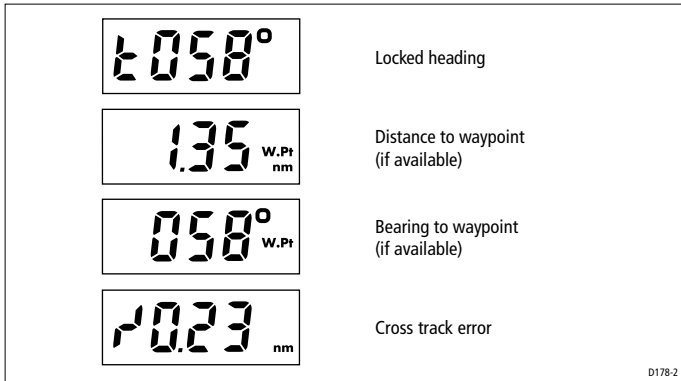 t058°
Locked heading
1.35 W.Pt
nm
Distance to waypoint
(if available)
058° W.Pt
Bearing to waypoint
(if available)
0.23 nm
Cross track error
D178-2